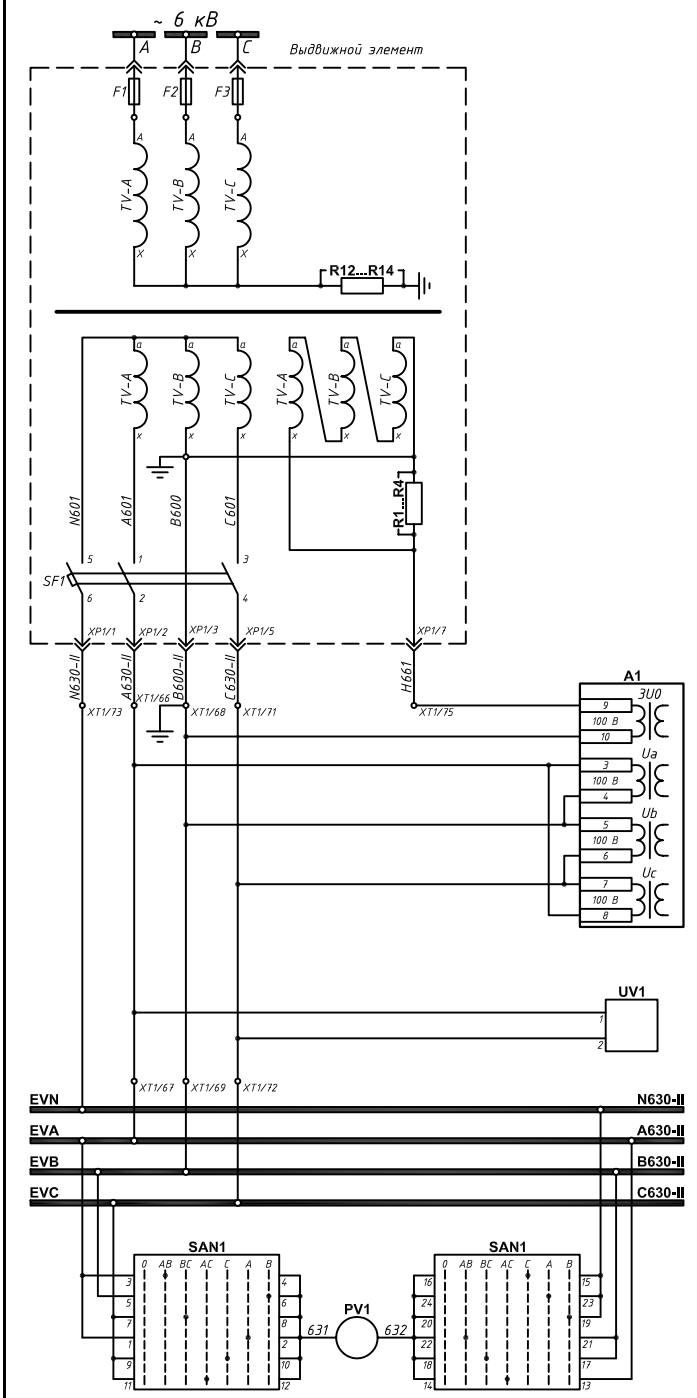 ~ 6 кВ
A B C
Выдвижной элемент
F1 F2 F3
A A A
TV-A TV-B TV-C
X X X
R12...R14
a a a a a a
TV-A TV-B TV-C TV-A TV-B TV-C
x x x x x x
R1...R4
N601 A601 B600 C601
5 1 3
SF1
6 2 4
XP1/1 XP1/2 XP1/3 XP1/5 XP1/7
N630-II A630-II B600-II C630-II H661
XT1/73 XT1/66 XT1/68 XT1/71 XT1/75
A1
9 3U0
100 В
10
3 Ua
100 В
4
5 Ub
100 В
6
7 Uc
100 В
8
UV1
1
2
XT1/67 XT1/69 XT1/72
EVN N630-II
EVA A630-II
EVB B630-II
EVC C630-II
SAN1 SAN1
0 AB BC AC C A B
0 AB BC AC C A B
3 4 16 15
5 6 24 23
7 8 20 19
PV1
631 632
1 2 22 21
9 10 18 17
11 12 14 13